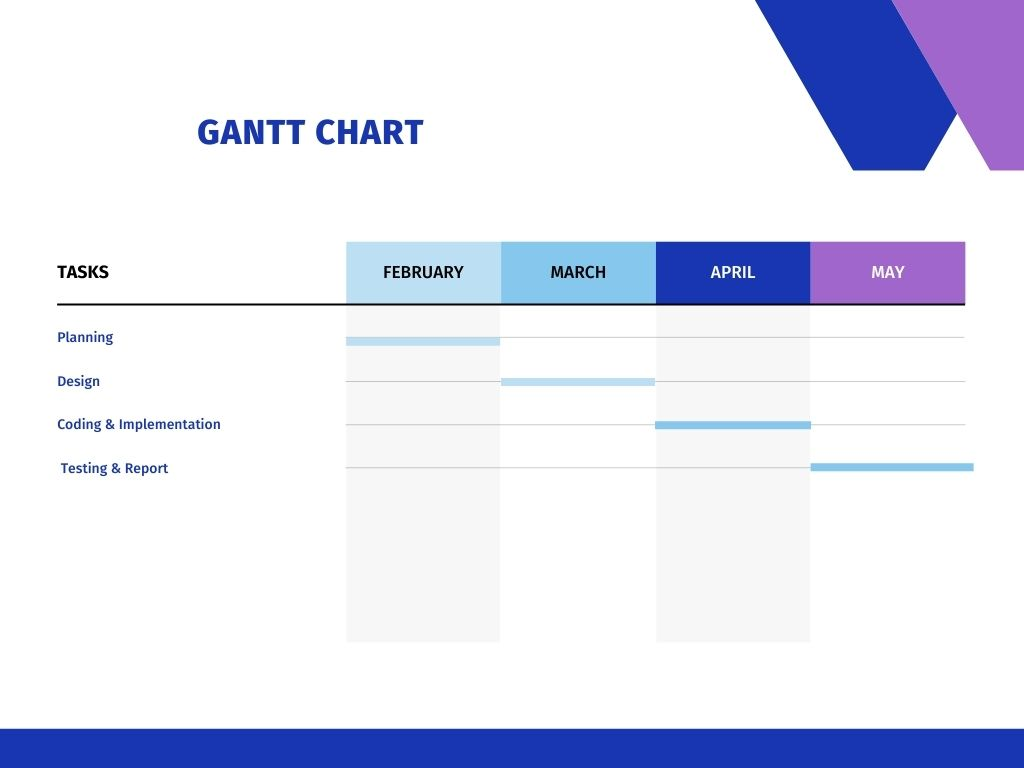 GANTT CHART
TASKS FEBRUARY MARCH APRIL MAY
Planning
Design
Coding & Implementation
Testing & Report